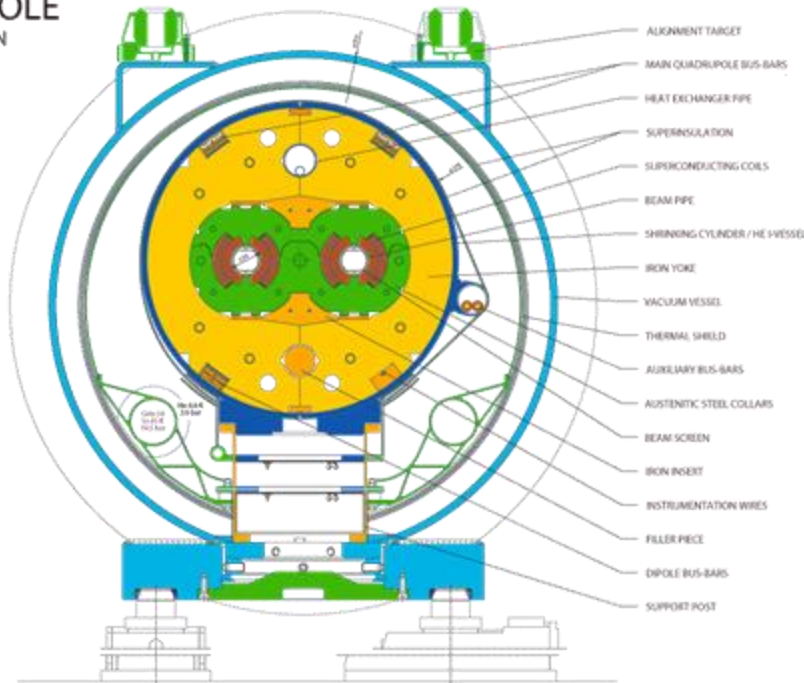 OLE
N
ALIGNMENT TARGET
MAIN QUADRUPOLE BUS-BARS
HEAT EXCHANGER PIPE
SUPERINSULATION
SUPERCONDUCTING COILS
BEAM PIPE
SHRINKING CYLINDER / HE I-VESSEL
IRON YOKE
VACUUM VESSEL
THERMAL SHIELD
AUXILIARY BUS-BARS
AUSTENITIC STEEL COLLARS
BEAM SCREEN
IRON INSERT
INSTRUMENTATION WIRES
FILLER PIECE
DIPOLE BUS-BARS
SUPPORT POST